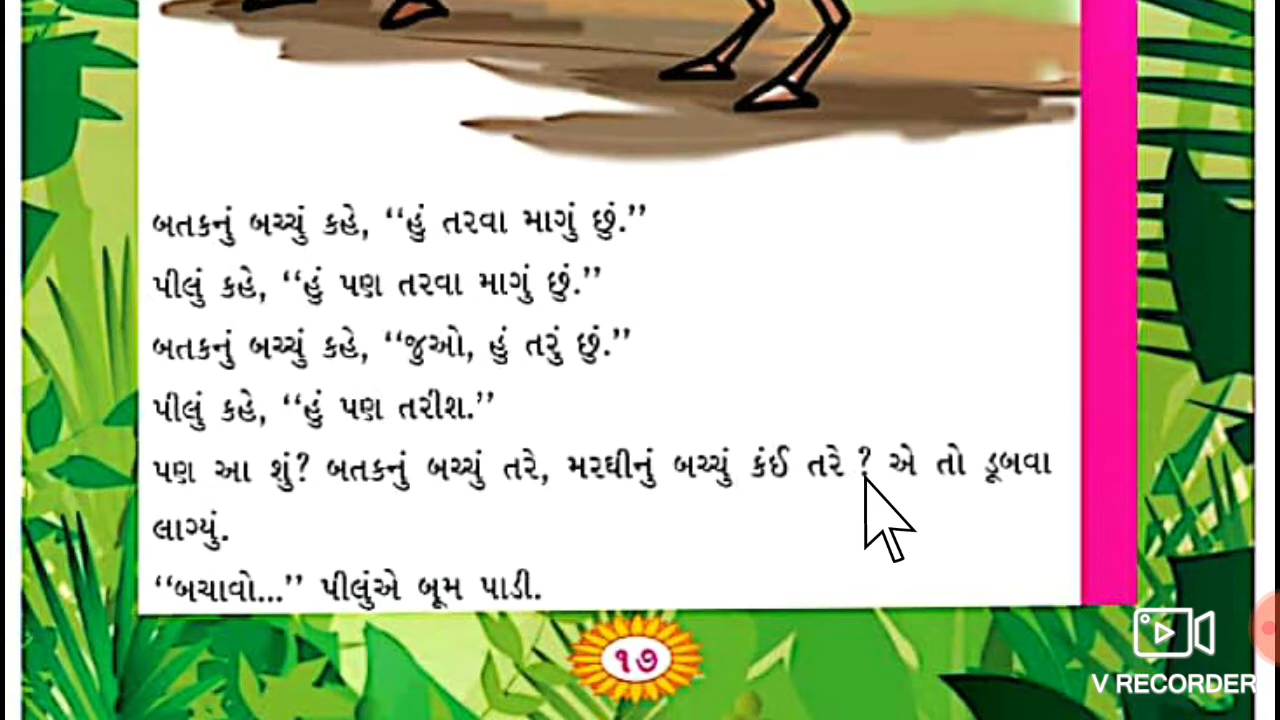 બતકનું બચ્ચું કહે, “હું તરવા માગું છું.”
પીલું કહે, “હું પણ તરવા માગું છું.”
બતકનું બચ્ચું કહે, “જુઓ, હું તરું છું.”
પીલું કહે, “હું પણ તરીશ.”
પણ આ શું? બતકનું બચ્ચું તરે, મરઘીનું બચ્ચું કંઈ તરે ? એ તો ડૂબવા
લાગ્યું.
“બચાવો...” પીલુંએ બૂમ પાડી.
૧૭
V RECORDER